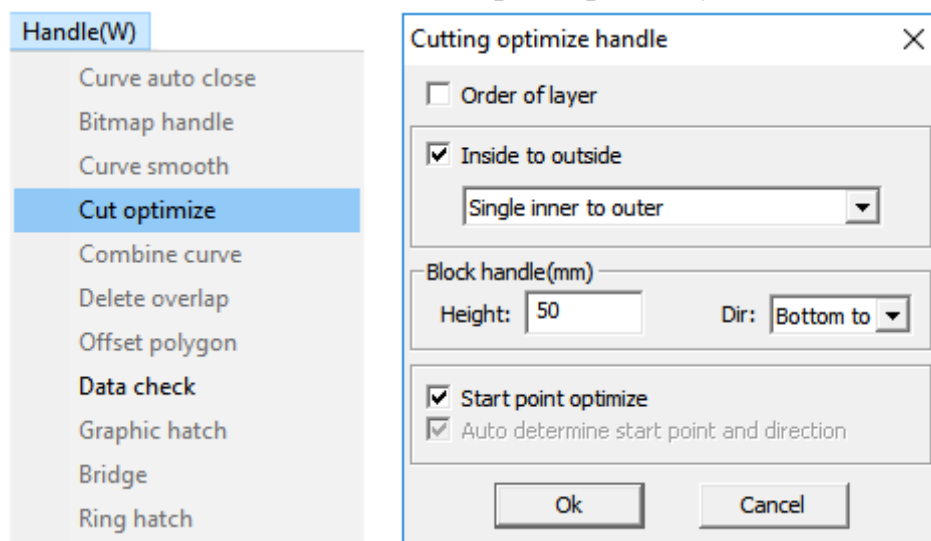 Handle(W)
Curve auto close
Bitmap handle
Curve smooth
Cut optimize
Combine curve
Delete overlap
Offset polygon
Data check
Graphic hatch
Bridge
Ring hatch
Cutting optimize handle
Order of layer
Inside to outside
Single inner to outer
Block handle(mm)
Height: 50 Dir: Bottom to
Start point optimize
Auto determine start point and direction
Ok Cancel